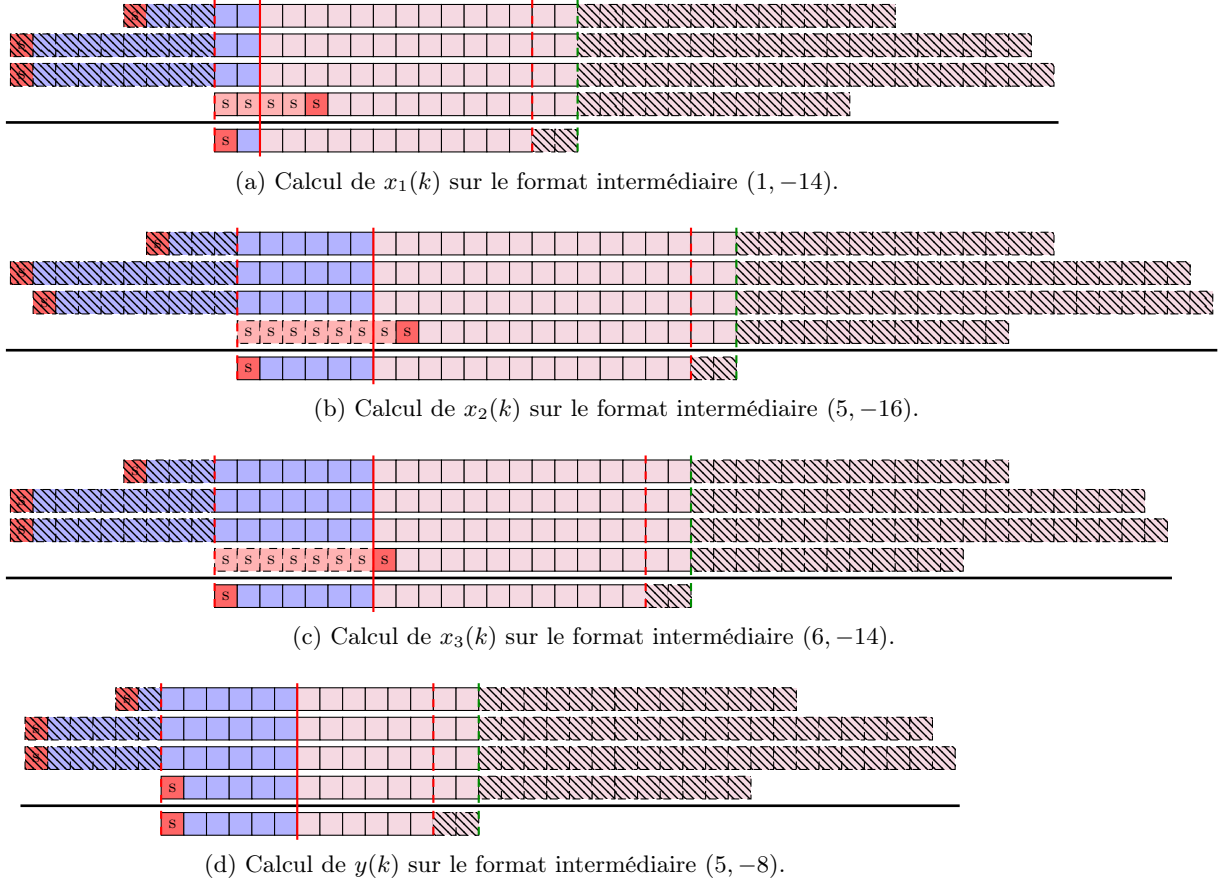 s
s
s
s s s s s
s
(a) Calcul de x₁(k) sur le format intermédiaire (1, −14).
s
s
s
s s s s s s s s
s
(b) Calcul de x₂(k) sur le format intermédiaire (5, −16).
s
s
s
s s s s s s s s
s
(c) Calcul de x₃(k) sur le format intermédiaire (6, −14).
s
s
s
s
s
(d) Calcul de y(k) sur le format intermédiaire (5, −8).